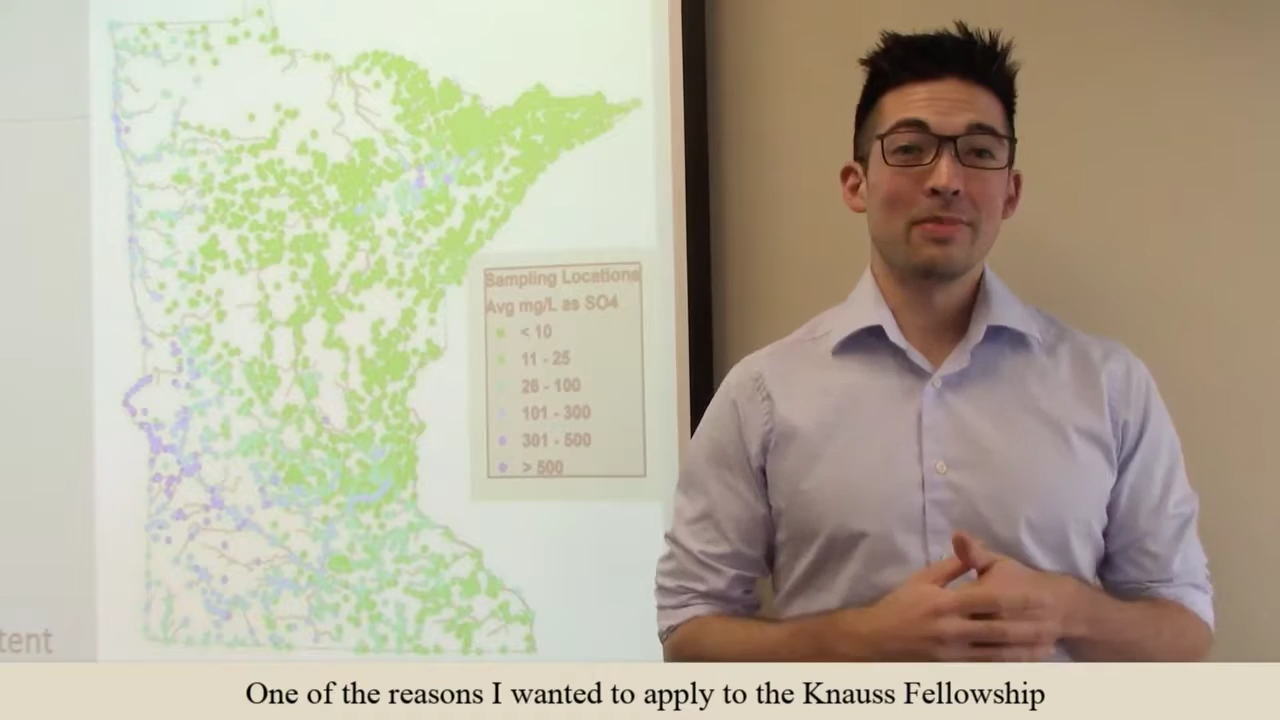 Sampling Locations
Avg mg/L as SO4
< 10
11 - 25
26 - 100
101 - 300
301 - 500
> 500
tent
One of the reasons I wanted to apply to the Knauss Fellowship